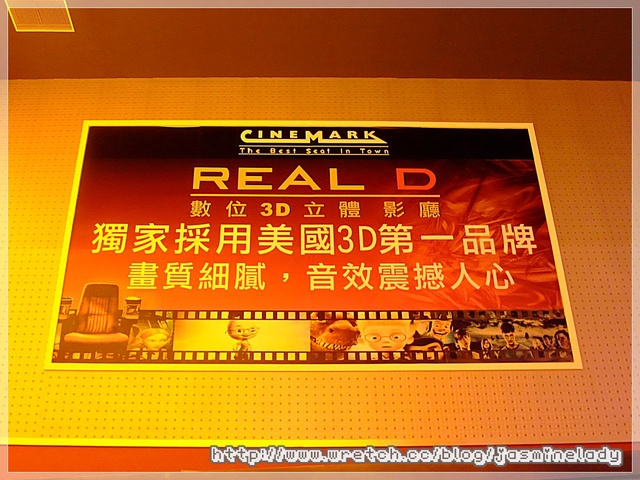 CINEMARK
The Best Seat In Town
REAL D
數位3D立體 影廳
獨家採用美國3D第一品牌
畫質細膩，音效震撼人心
http://www.wretch.cc/blog/jasminelady